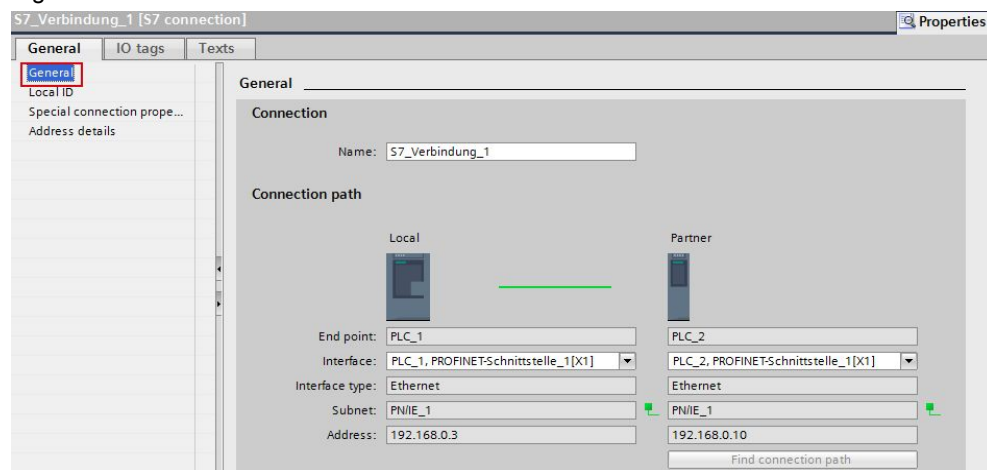 S7_Verbindung_1 [S7 connection]
Properties
General IO tags Texts
General
Local ID
Special connection prope...
Address details
General
Connection
Name: S7_Verbindung_1
Connection path
Local Partner
End point: PLC_1 PLC_2
Interface: PLC_1, PROFINET-Schnittstelle_1[X1] PLC_2, PROFINET-Schnittstelle_1[X1]
Interface type: Ethernet Ethernet
Subnet: PN/IE_1 PN/IE_1
Address: 192.168.0.3 192.168.0.10
Find connection path